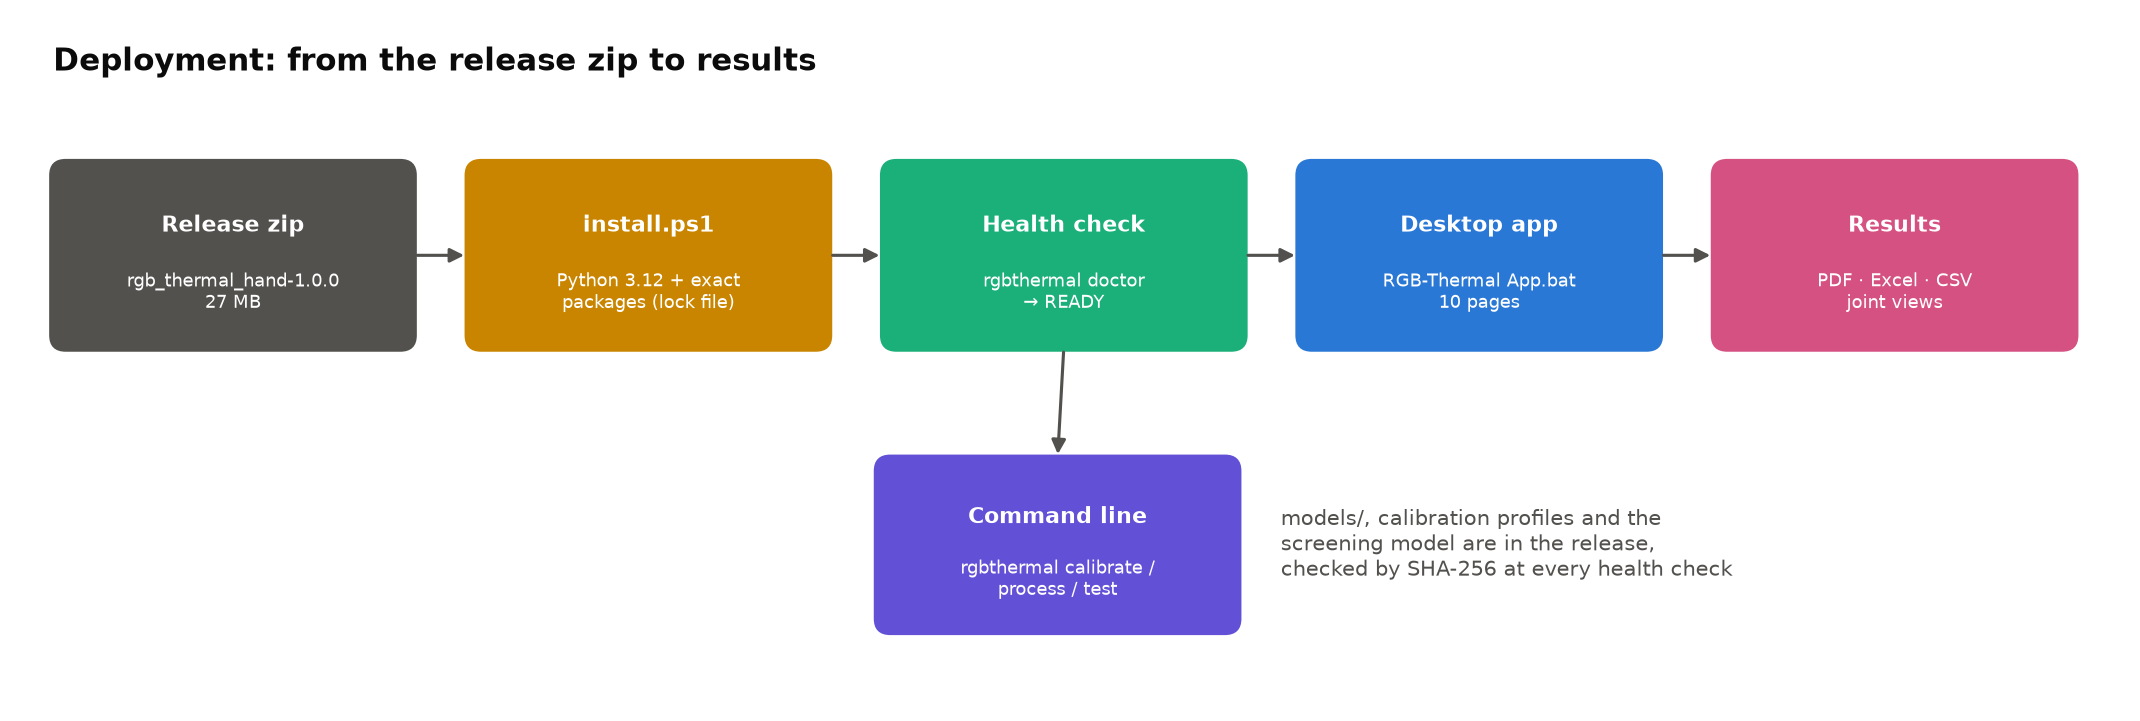 Deployment: from the release zip to results
Release zip
rgb_thermal_hand-1.0.0
27 MB
install.ps1
Python 3.12 + exact
packages (lock file)
Health check
rgbthermal doctor
→ READY
Desktop app
RGB-Thermal App.bat
10 pages
Results
PDF · Excel · CSV
joint views
Command line
rgbthermal calibrate /
process / test
models/, calibration profiles and the
screening model are in the release,
checked by SHA-256 at every health check